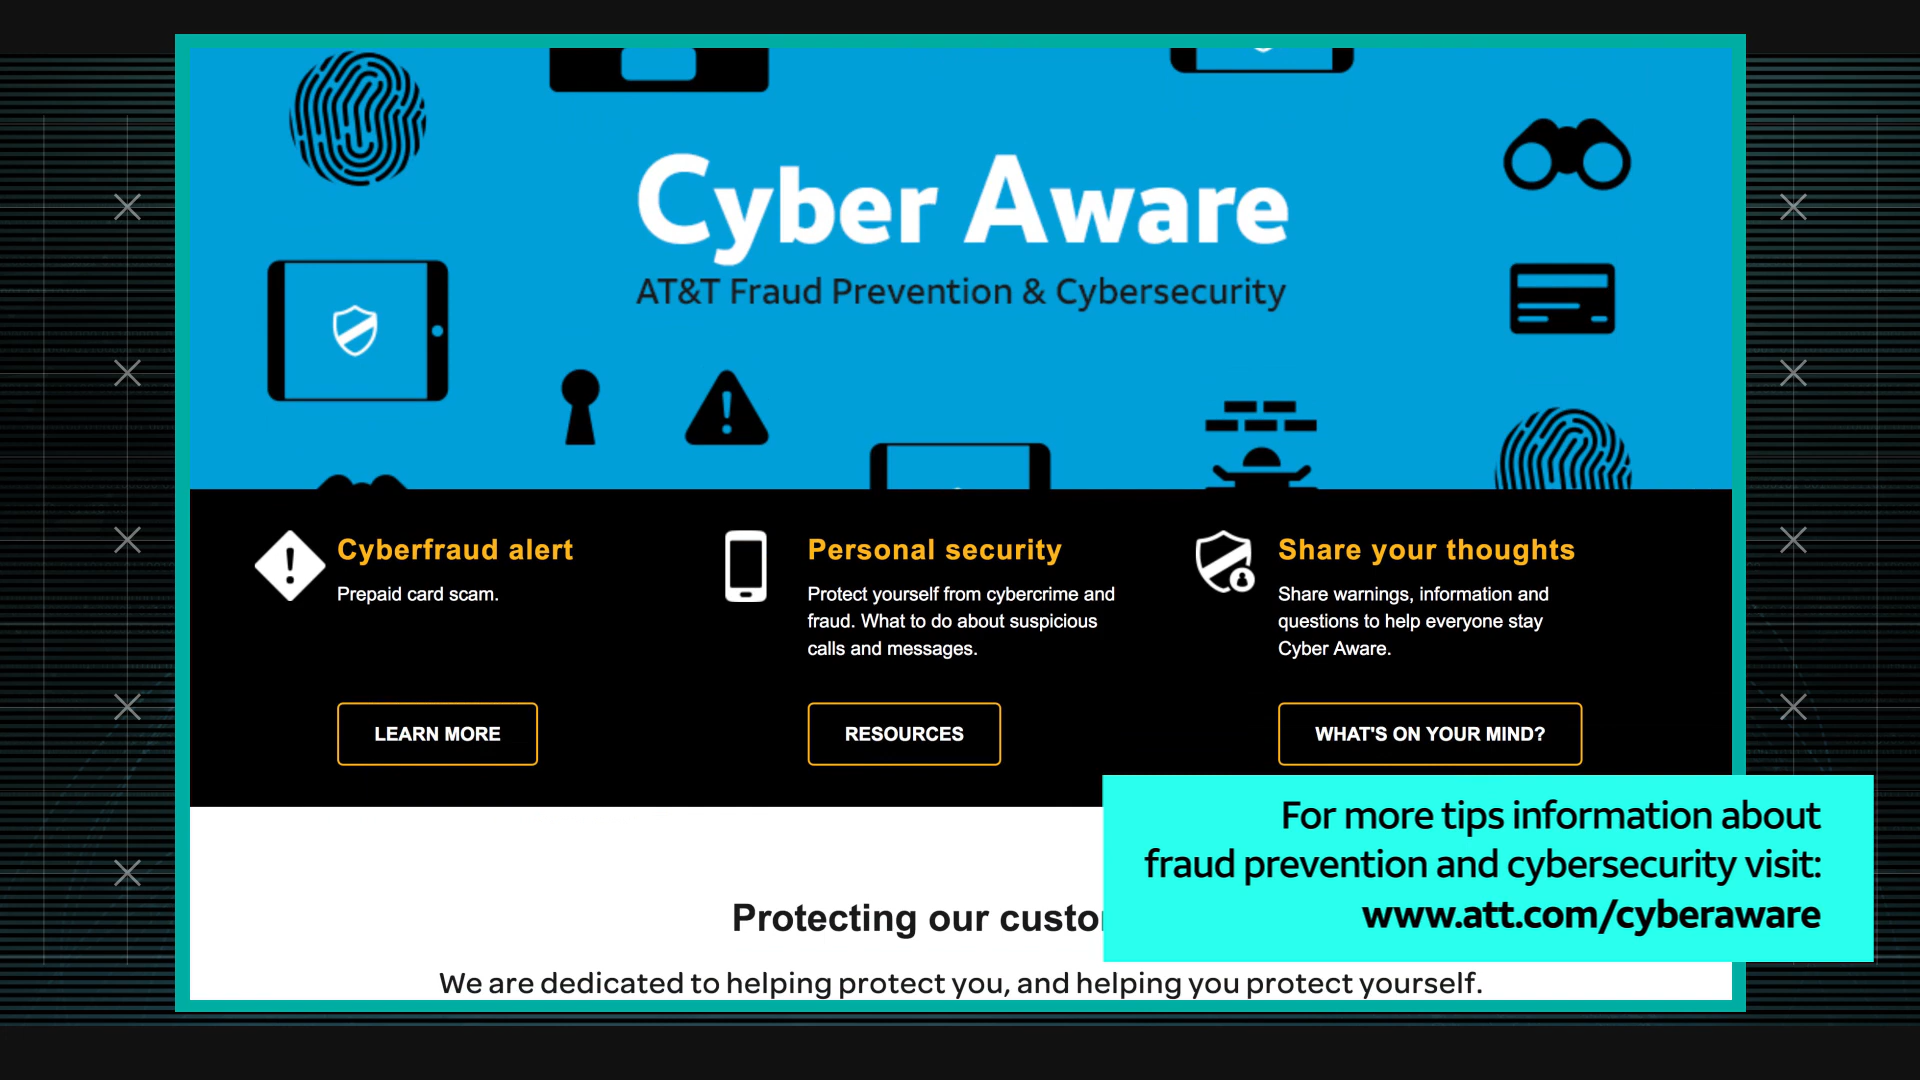 Cyber Aware
AT&T Fraud Prevention & Cybersecurity
Cyberfraud alert
Prepaid card scam.
LEARN MORE
Personal security
Protect yourself from cybercrime and
fraud. What to do about suspicious
calls and messages.
RESOURCES
Share your thoughts
Share warnings, information and
questions to help everyone stay
Cyber Aware.
WHAT'S ON YOUR MIND?
For more tips information about
fraud prevention and cybersecurity visit:
www.att.com/cyberaware
Protecting our
We are dedicated to helping protect you, and helping you protect yourself.